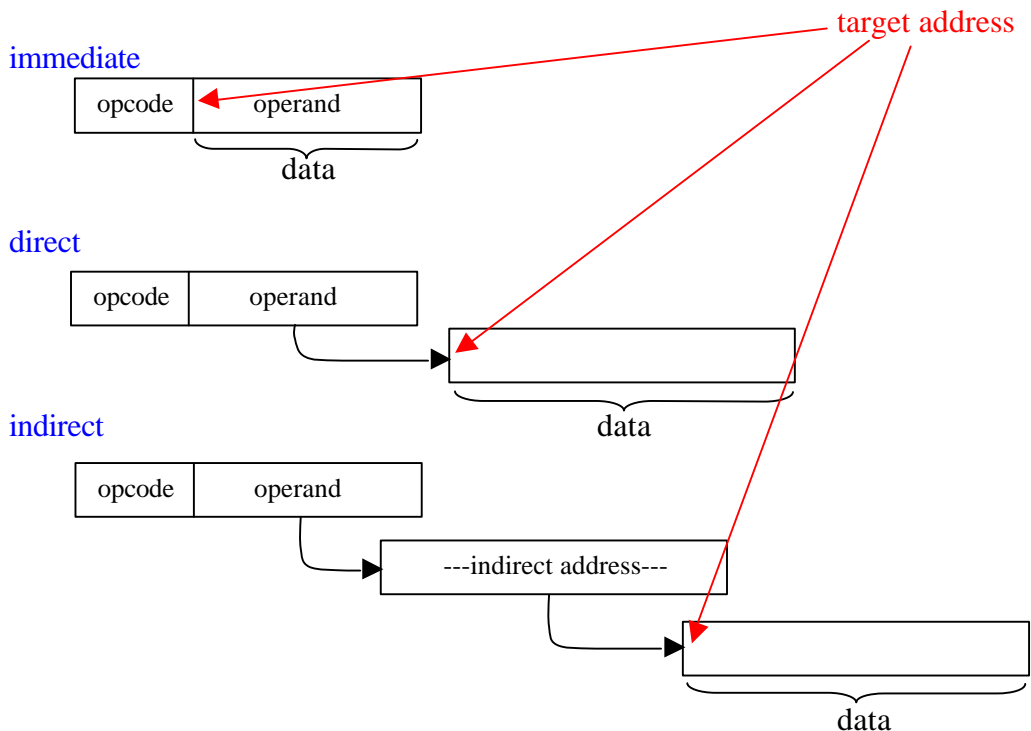 target address
immediate
opcode operand
data
direct
opcode operand
data
indirect
opcode operand
---indirect address---
data